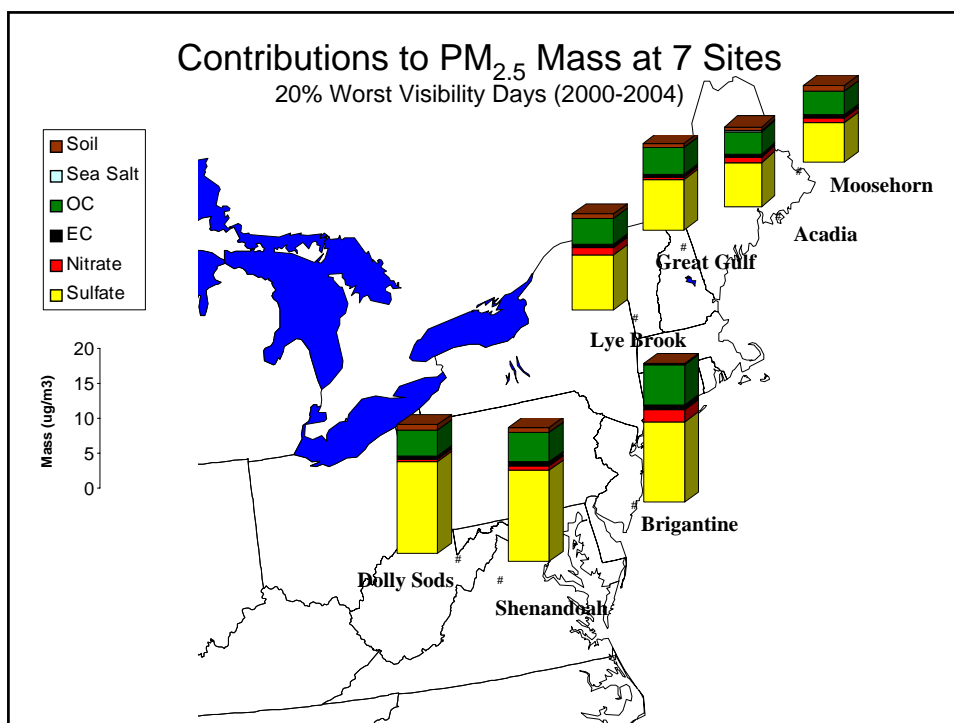 Contributions to PM2.5 Mass at 7 Sites
20% Worst Visibility Days (2000-2004)
Soil
Sea Salt
OC
EC
Nitrate
Sulfate
Moosehorn
Acadia
Great Gulf
Lye Brook
20
15
10
5
0
Mass (ug/m3)
Brigantine
Dolly Sods
Shenandoah
#
#
#
#
#
#
#